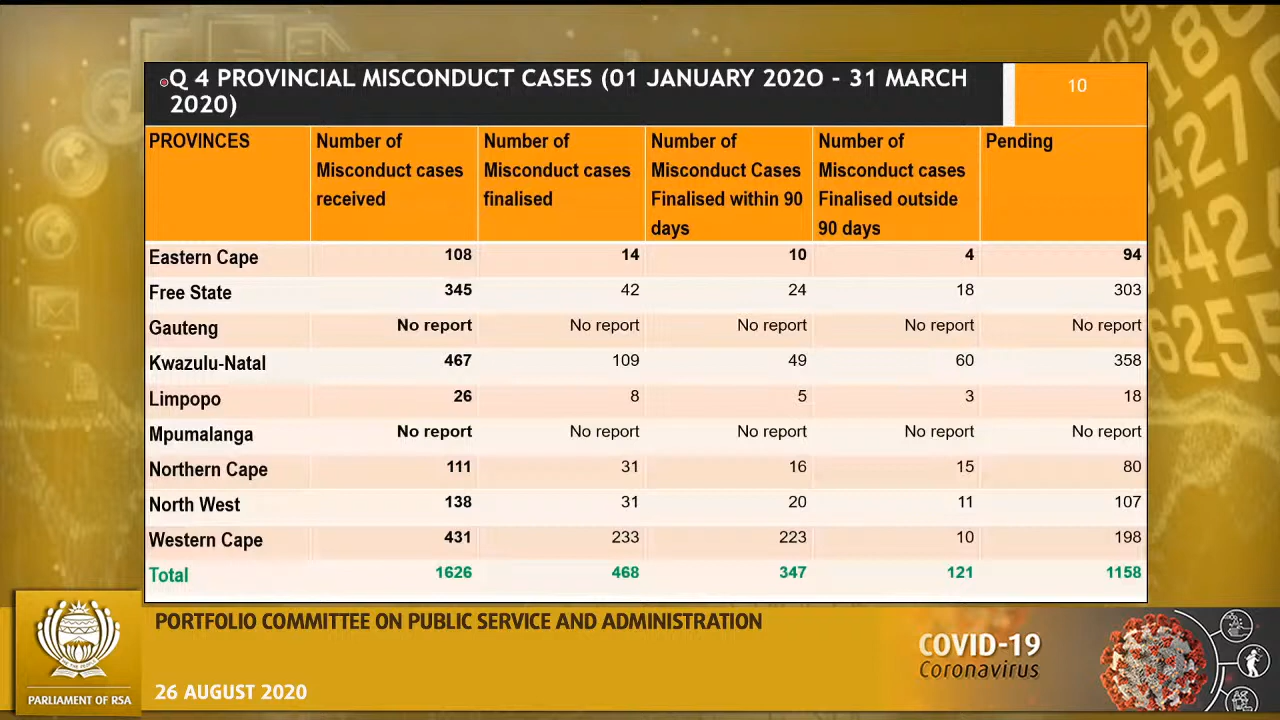 Q 4 PROVINCIAL MISCONDUCT CASES (01 JANUARY 202O - 31 MARCH
2020)
10
PROVINCES
Number of
Misconduct cases
received
Number of
Misconduct cases
finalised
Number of
Misconduct Cases
Finalised within 90
days
Number of
Misconduct cases
Finalised outside
90 days
Pending
Eastern Cape 108 14 10 4 94
Free State 345 42 24 18 303
Gauteng No report No report No report No report No report
Kwazulu-Natal 467 109 49 60 358
Limpopo 26 8 5 3 18
Mpumalanga No report No report No report No report No report
Northern Cape 111 31 16 15 80
North West 138 31 20 11 107
Western Cape 431 233 223 10 198
Total 1626 468 347 121 1158
PORTFOLIO COMMITTEE ON PUBLIC SERVICE AND ADMINISTRATION
26 AUGUST 2020
PARLIAMENT OF RSA
COVID-19
Coronavirus